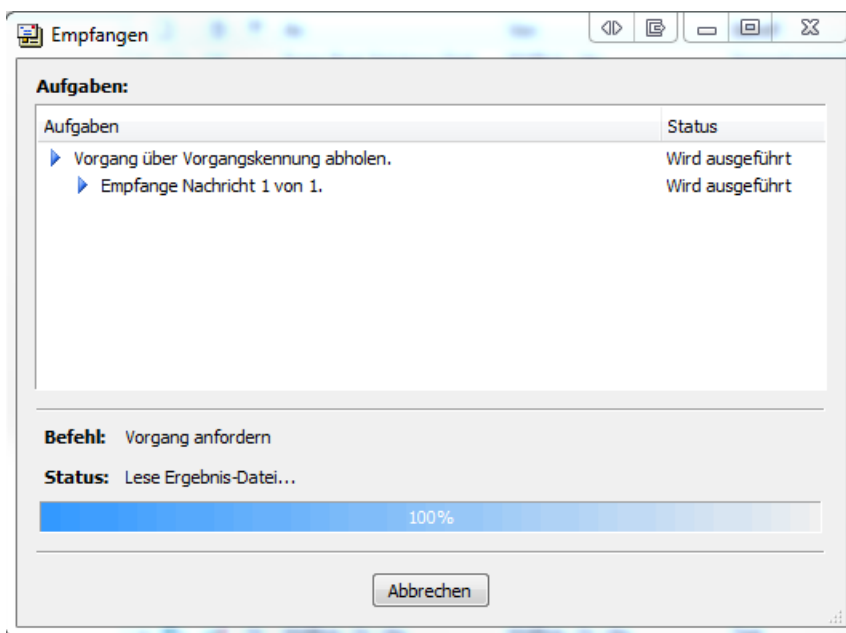 Empfangen
Aufgaben:
Aufgaben Status
Vorgang über Vorgangskennung abholen. Wird ausgeführt
Empfange Nachricht 1 von 1. Wird ausgeführt
Befehl: Vorgang anfordern
Status: Lese Ergebnis-Datei...
100%
Abbrechen